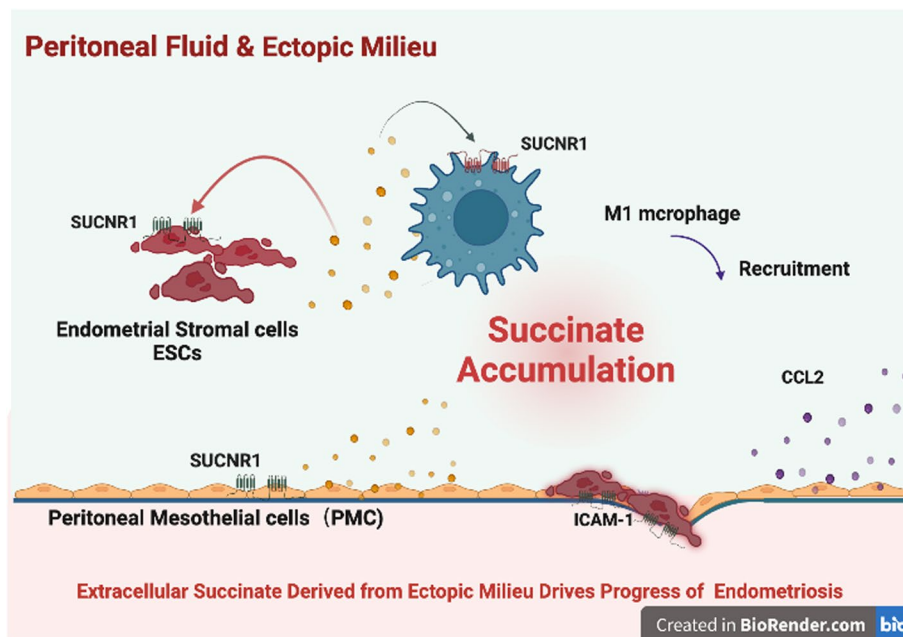 Peritoneal Fluid & Ectopic Milieu
SUCNR1
SUCNR1
M1 mcrophage
Recruitment
Endometrial Stromal cells
ESCs
Succinate
Accumulation
CCL2
SUCNR1
Peritoneal Mesothelial cells（PMC)
ICAM-1
Extracellular Succinate Derived from Ectopic Milieu Drives Progress of Endometriosis
Created in BioRender.com bio